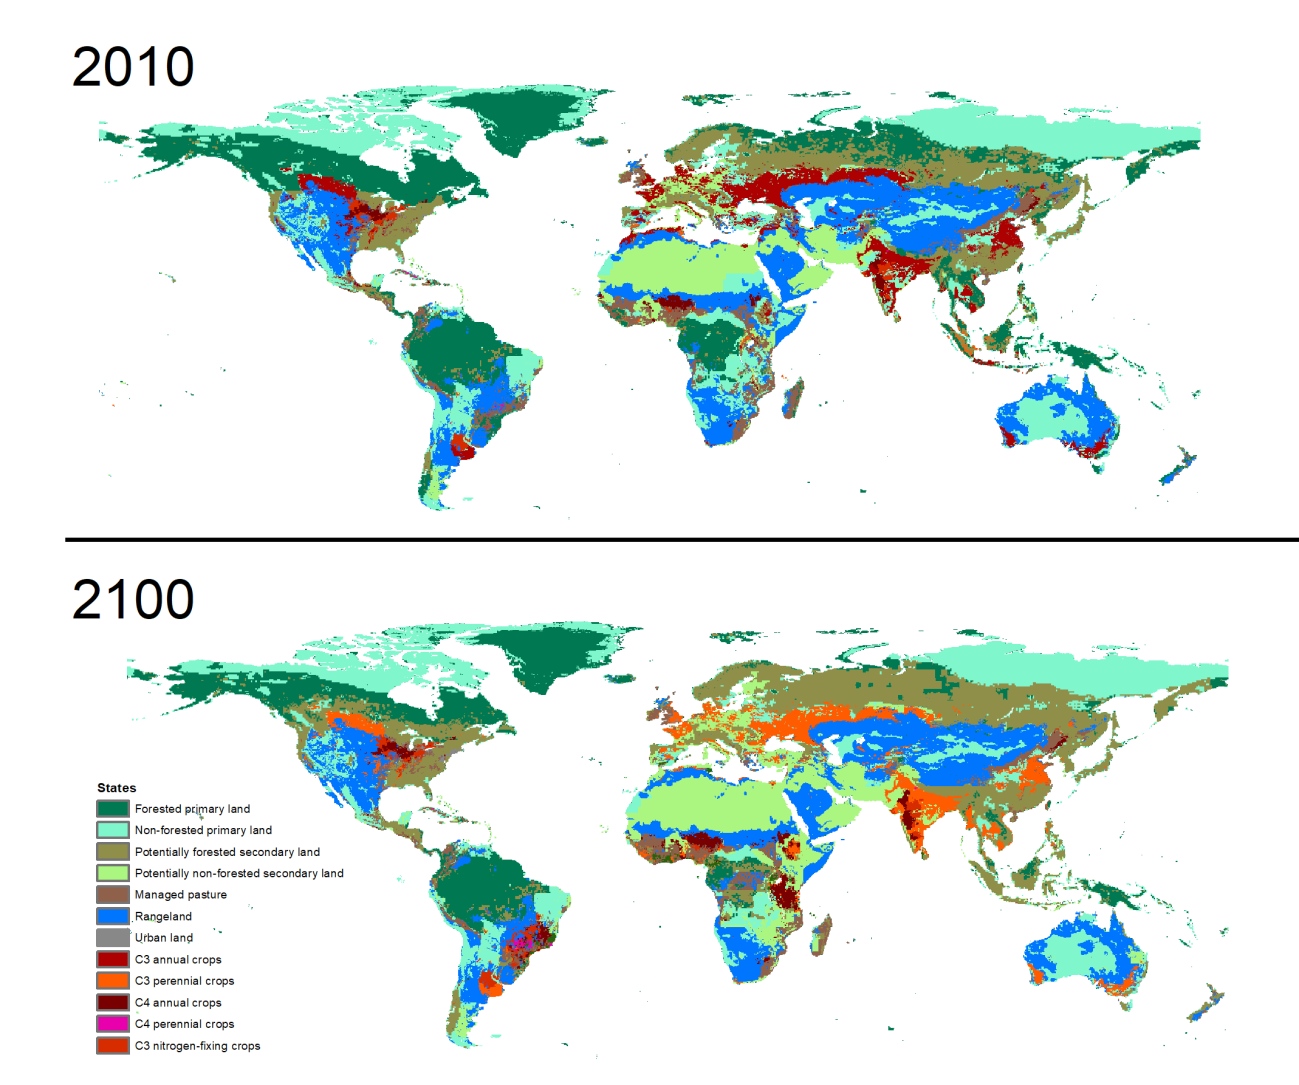 2010
2100
States
Forested primary land
Non-forested primary land
Potentially forested secondary land
Potentially non-forested secondary land
Managed pasture
Rangeland
Urban land
C3 annual crops
C3 perennial crops
C4 annual crops
C4 perennial crops
C3 nitrogen-fixing crops